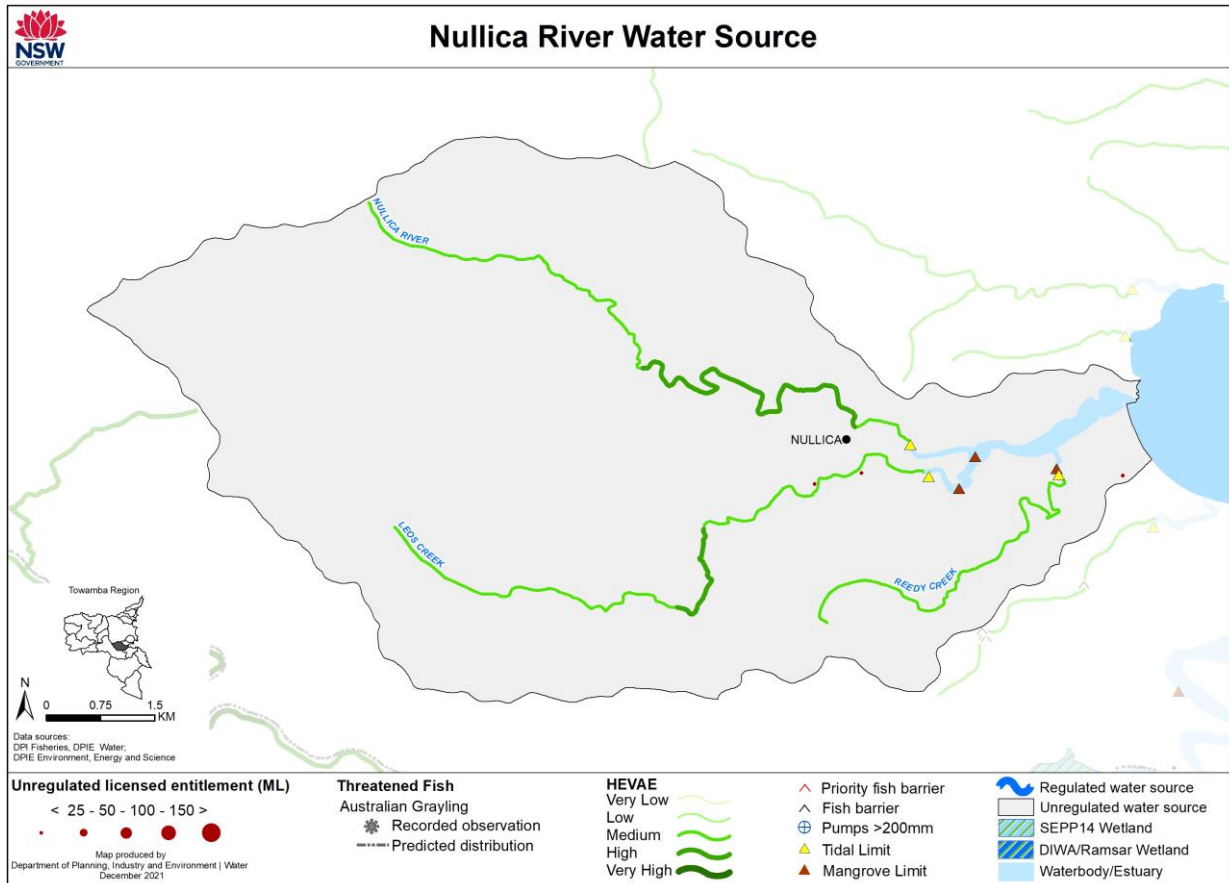 NSW
GOVERNMENT
Nullica River Water Source
NULLICA RIVER
NULLICA
LEOS CREEK
REEDY CREEK
Towamba Region
N
0 0.75 1.5
KM
Data sources:
DPI Fisheries, DPIE Water;
DPIE Environment, Energy and Science
Unregulated licensed entitlement (ML)
< 25 - 50 - 100 - 150 >
Map produced by
Department of Planning, Industry and Environment | Water
December 2021
Threatened Fish
Australian Grayling
Recorded observation
Predicted distribution
HEVAE
Very Low
Low
Medium
High
Very High
Priority fish barrier
Fish barrier
Pumps >200mm
Tidal Limit
Mangrove Limit
Regulated water source
Unregulated water source
SEPP14 Wetland
DIWA/Ramsar Wetland
Waterbody/Estuary